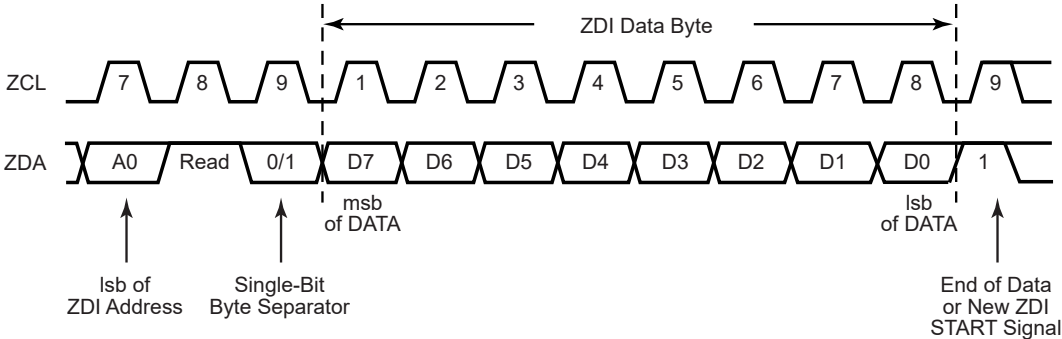 ZDI Data Byte
ZCL 7 8 9 1 2 3 4 5 6 7 8 9
ZDA A0 Read 0/1 D7 D6 D5 D4 D3 D2 D1 D0 1
msb
of DATA
lsb
of DATA
lsb of
ZDI Address
Single-Bit
Byte Separator
End of Data
or New ZDI
START Signal